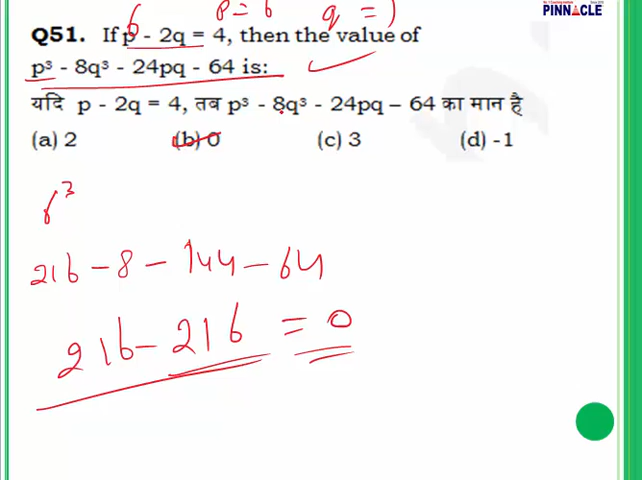 PINNACLE
6 p = 6 q = 1
Q51. If p - 2q = 4, then the value of
p³ - 8q³ - 24pq - 64 is:
यदि p - 2q = 4, तब p³ - 8q³ - 24pq – 64 का मान है
(a) 2 (b) 0 (c) 3 (d) -1
6³
216 – 8 – 144 – 64
216 – 216 = 0